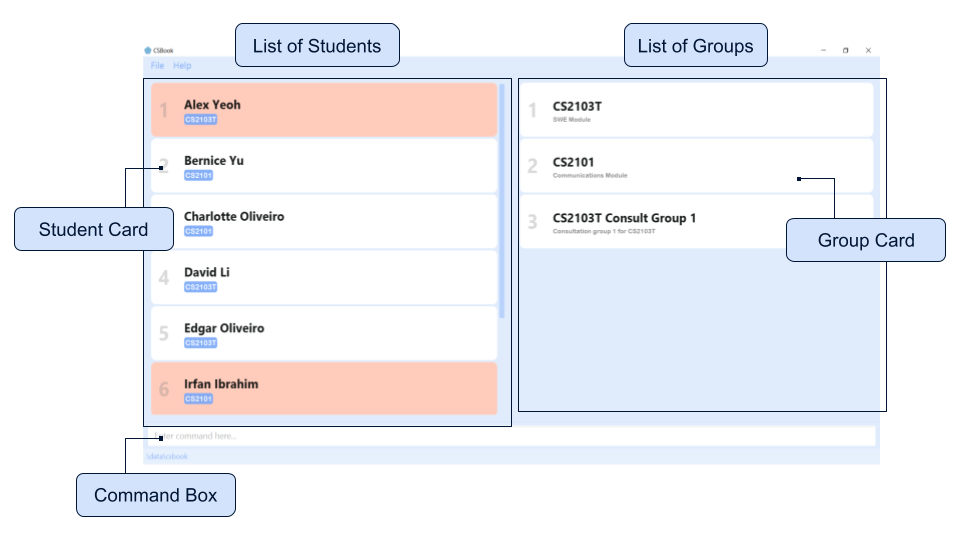 List of Students
List of Groups
CSBook
File Help
1
Alex Yeoh
CS2103T
2
Bernice Yu
CS2101
Charlotte Oliveiro
CS2101
4
David Li
CS2103T
5
Edgar Oliveiro
CS2103T
6
Irfan Ibrahim
CS2101
1
CS2103T
SWE Module
2
CS2101
Communications Module
3
CS2103T Consult Group 1
Consultation group 1 for CS2103T
Student Card
Group Card
Enter command here...
\data\csbook
Command Box